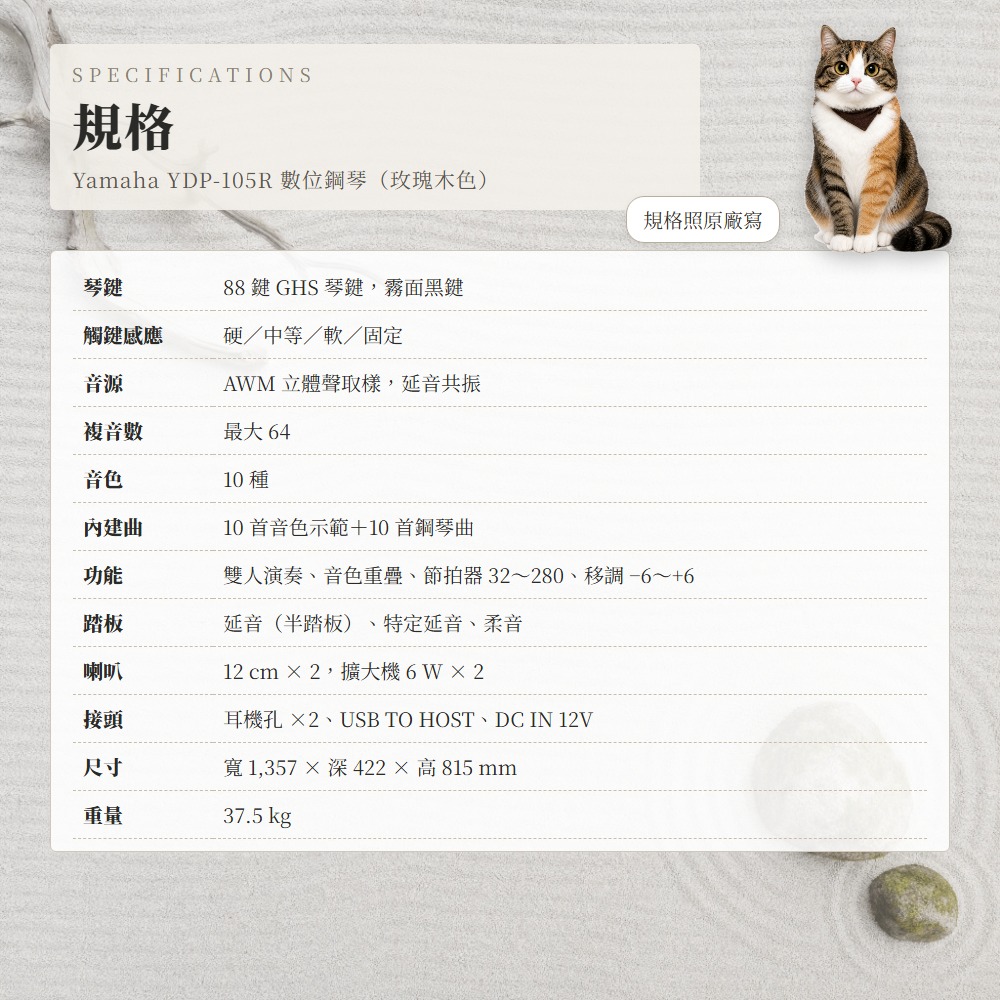 SPECIFICATIONS
規格
Yamaha YDP-105R 數位鋼琴（玫瑰木色）
規格照原廠寫
琴鍵 88 鍵 GHS 琴鍵，霧面黑鍵
觸鍵感應 硬／中等／軟／固定
音源 AWM 立體聲取樣，延音共振
複音數 最大 64
音色 10 種
內建曲 10 首音色示範＋10 首鋼琴曲
功能 雙人演奏、音色重疊、節拍器 32～280、移調 −6～+6
踏板 延音（半踏板）、特定延音、柔音
喇叭 12 cm × 2，擴大機 6 W × 2
接頭 耳機孔 ×2、USB TO HOST、DC IN 12V
尺寸 寬 1,357 × 深 422 × 高 815 mm
重量 37.5 kg